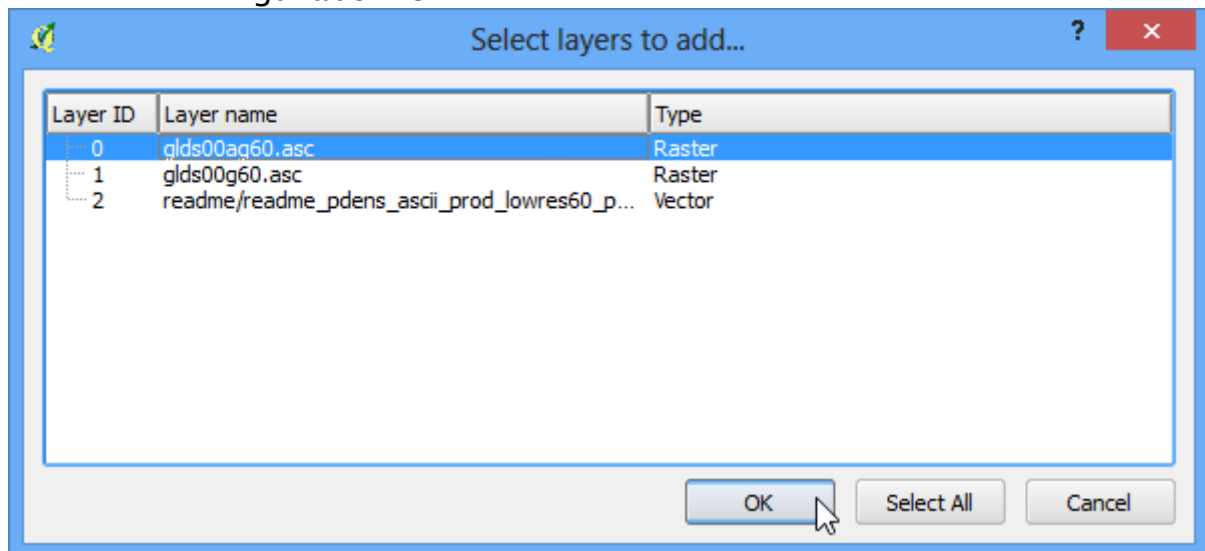 Select layers to add...
? ×
Layer ID Layer name Type
0 glds00ag60.asc Raster
1 glds00g60.asc Raster
2 readme/readme_pdens_ascii_prod_lowres60_p... Vector
OK Select All Cancel